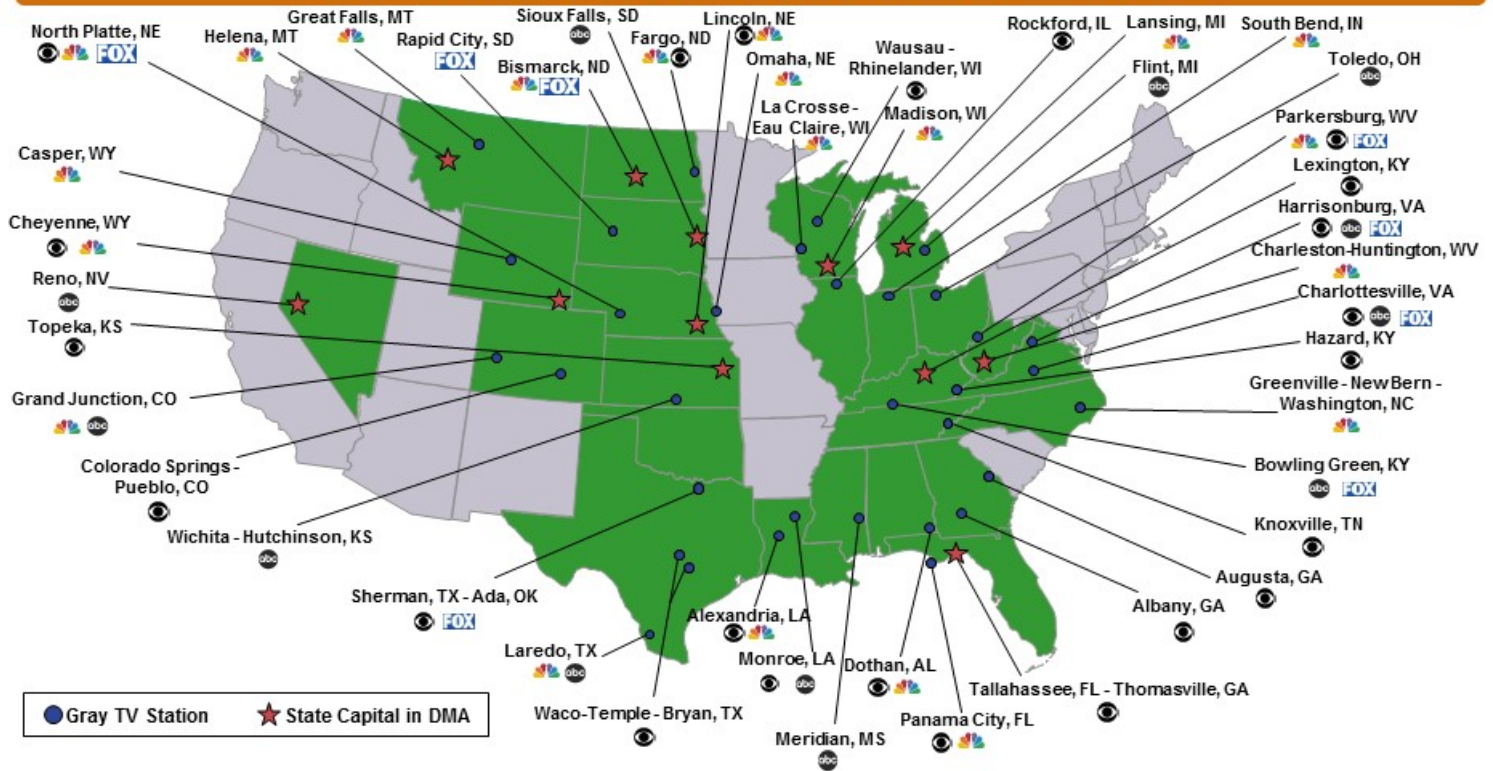 North Platte, NE
FOX
Helena, MT
Great Falls, MT
Rapid City, SD
FOX
Sioux Falls, SD
abc
Bismarck, ND
FOX
Fargo, ND
Lincoln, NE
Omaha, NE
La Crosse -
Eau Claire, WI
Wausau -
Rhinelander, WI
Madison, WI
Rockford, IL
Lansing, MI
Flint, MI
abc
South Bend, IN
Toledo, OH
abc
Parkersburg, WV
FOX
Lexington, KY
Harrisonburg, VA
abc FOX
Charleston-Huntington, WV
Charlottesville, VA
abc FOX
Hazard, KY
Greenville - New Bern -
Washington, NC
Bowling Green, KY
abc FOX
Knoxville, TN
Augusta, GA
Albany, GA
Tallahassee, FL - Thomasville, GA
Panama City, FL
Dothan, AL
Meridian, MS
abc
Monroe, LA
abc
Alexandria, LA
Waco-Temple - Bryan, TX
Laredo, TX
abc
Sherman, TX - Ada, OK
FOX
Wichita - Hutchinson, KS
abc
Colorado Springs -
Pueblo, CO
Grand Junction, CO
abc
Topeka, KS
Reno, NV
abc
Cheyenne, WY
Casper, WY
Gray TV Station
State Capital in DMA